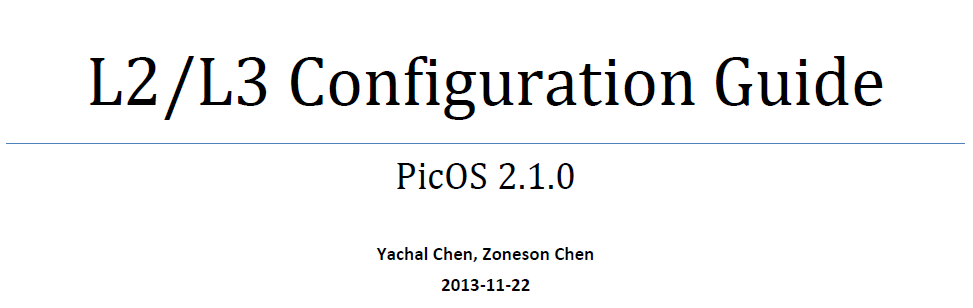 L2/L3 Configuration Guide
PicOS 2.1.0
Yachal Chen, Zoneson Chen
2013-11-22